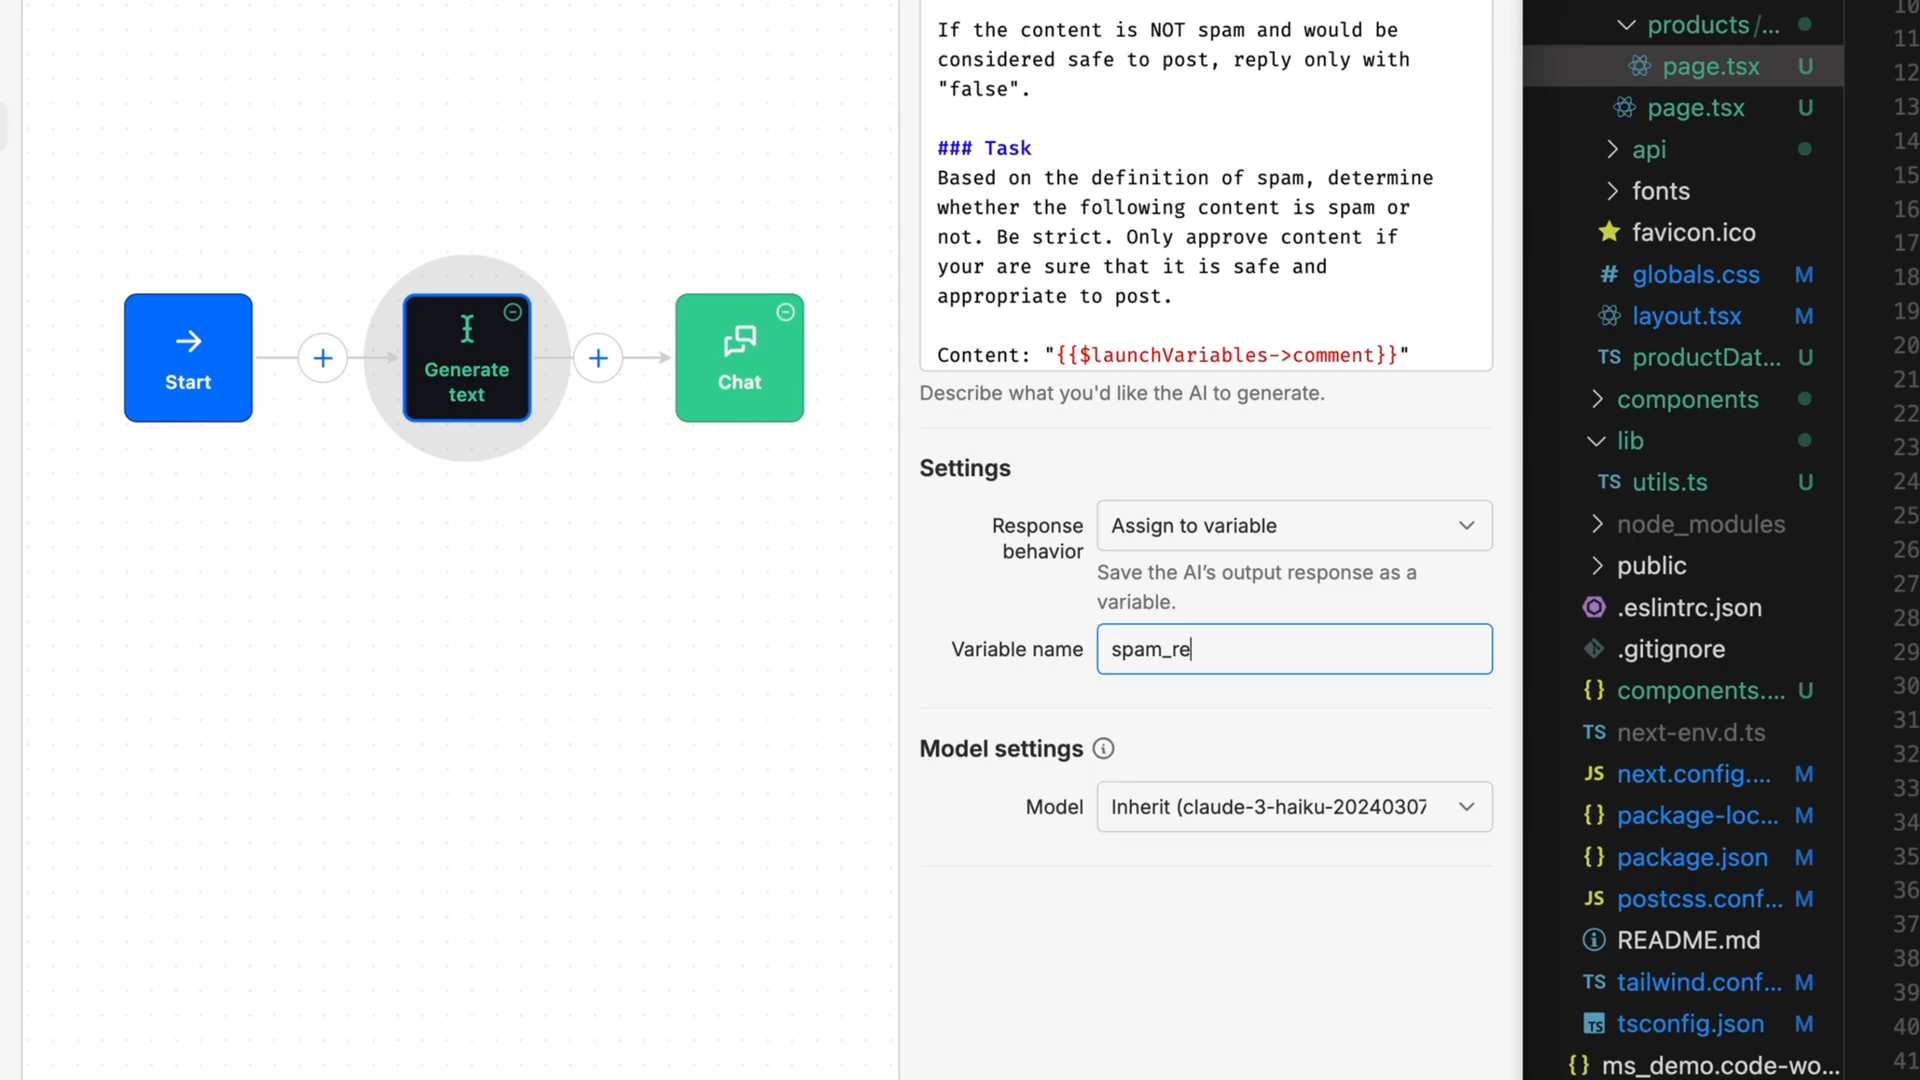 Start
Generate
text
Chat
If the content is NOT spam and would be
considered safe to post, reply only with
"false".
### Task
Based on the definition of spam, determine
whether the following content is spam or
not. Be strict. Only approve content if
your are sure that it is safe and
appropriate to post.
Content: "{{$launchVariables->comment}}"
Describe what you'd like the AI to generate.
Settings
Response
behavior
Assign to variable
Save the AI’s output response as a
variable.
Variable name
spam_re
Model settings
Model
Inherit (claude-3-haiku-20240307
products/...
page.tsx U
page.tsx U
api
fonts
favicon.ico
# globals.css M
layout.tsx M
TS productDat... U
components
lib
TS utils.ts U
node_modules
public
.eslintrc.json
.gitignore
{} components.... U
TS next-env.d.ts
JS next.config.... M
{} package-loc... M
{} package.json M
JS postcss.conf... M
README.md
TS tailwind.conf... M
TS tsconfig.json M
{} ms_demo.code-wo...
10
11
12
13
14
15
16
17
18
19
20
21
22
23
24
25
26
27
28
29
30
31
32
33
34
35
36
37
38
39
40
41